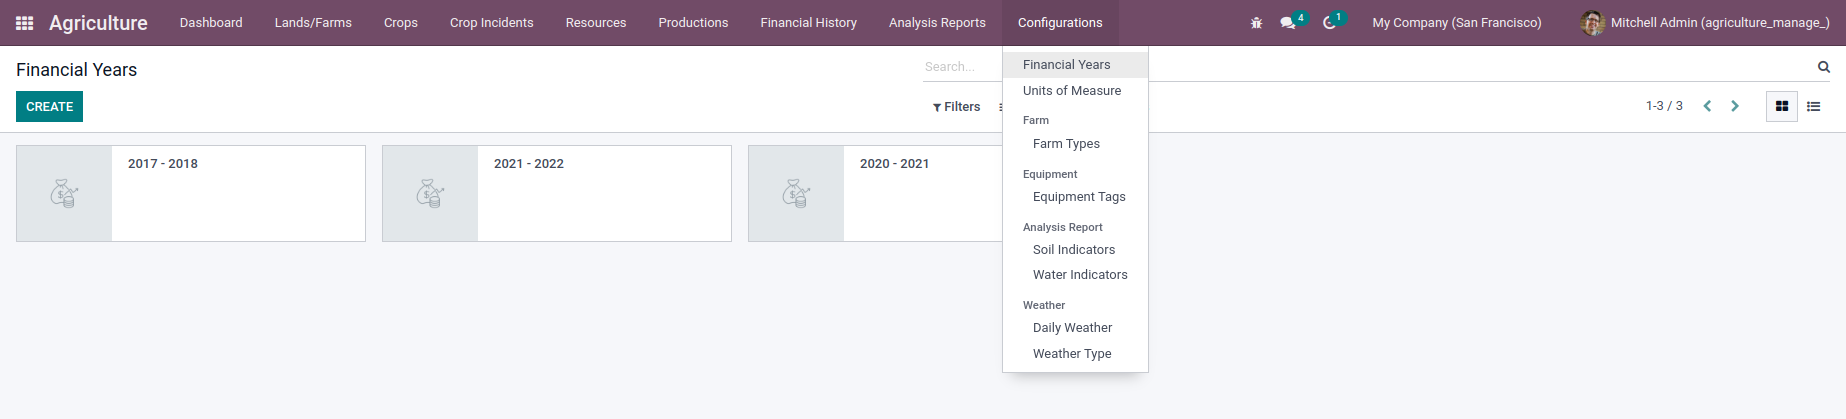 Agriculture Dashboard Lands/Farms Crops Crop Incidents Resources Productions Financial History Analysis Reports Configurations 4 1 My Company (San Francisco) Mitchell Admin (agriculture_manage_)
Financial Years
Search...
CREATE
Filters
1-3 / 3
2017 - 2018
2021 - 2022
2020 - 2021
Financial Years
Units of Measure
Farm
Farm Types
Equipment
Equipment Tags
Analysis Report
Soil Indicators
Water Indicators
Weather
Daily Weather
Weather Type